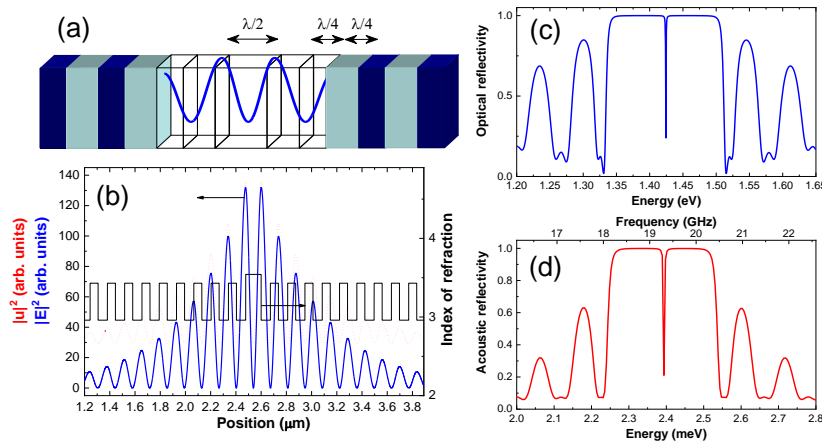 (a)
λ/2 λ/4 λ/4
(b)
|u|² (arb. units)
|E|² (arb. units)
140
120
100
80
60
40
20
0
1.2 1.4 1.6 1.8 2.0 2.2 2.4 2.6 2.8 3.0 3.2 3.4 3.6 3.8
Position (μm)
4
3
2
Index of refraction
(c)
Optical reflectivity
1.0
0.5
0.0
1.20 1.25 1.30 1.35 1.40 1.45 1.50 1.55 1.60 1.65
Energy (eV)
Frequency (GHz)
17 18 19 20 21 22
(d)
Acoustic reflectivity
1.0
0.8
0.6
0.4
0.2
0.0
2.0 2.1 2.2 2.3 2.4 2.5 2.6 2.7 2.8
Energy (meV)